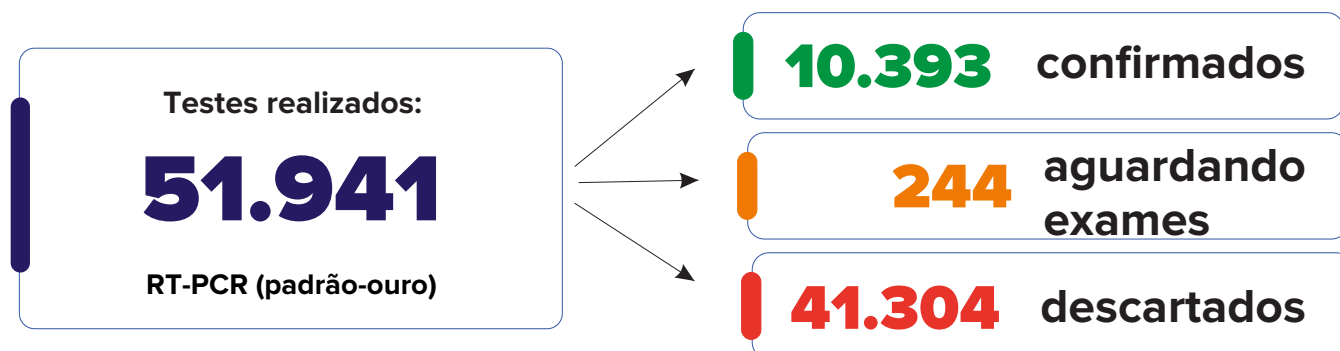 Testes realizados:
51.941
RT-PCR (padrão-ouro)
10.393 confirmados
244 aguardando
exames
41.304 descartados